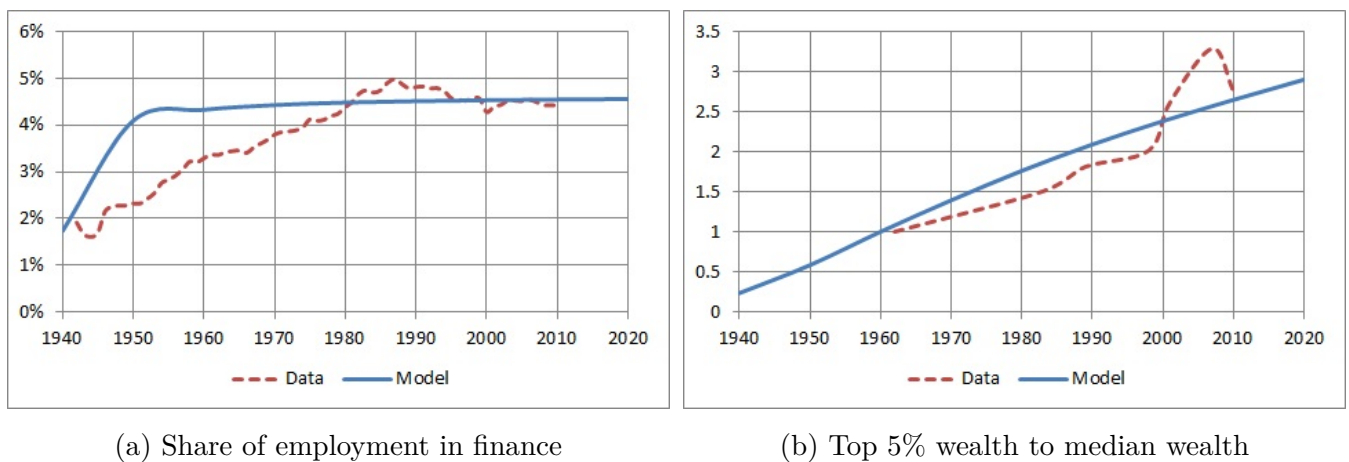 6%
5%
4%
3%
2%
1%
0%
1940 1950 1960 1970 1980 1990 2000 2010 2020
Data Model
3.5
3
2.5
2
1.5
1
0.5
0
1940 1950 1960 1970 1980 1990 2000 2010 2020
Data Model
(a) Share of employment in finance
(b) Top 5% wealth to median wealth